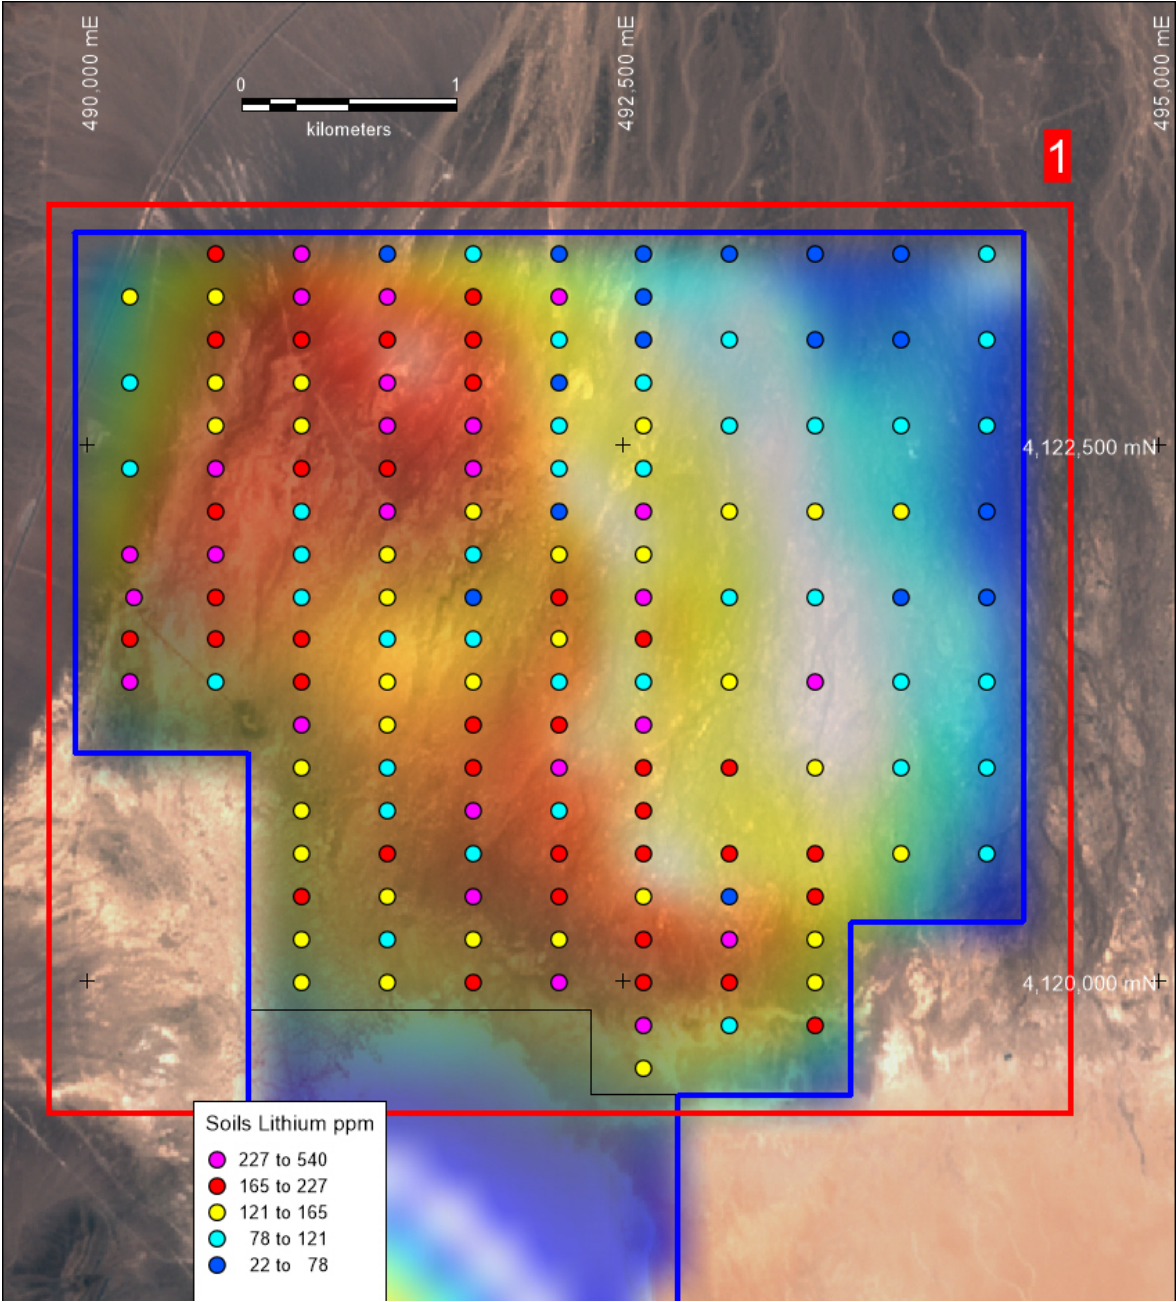 490,000 mE
492,500 mE
495,000 mE
0 1
kilometers
1
4,122,500 mN
4,120,000 mN
Soils Lithium ppm
227 to 540
165 to 227
121 to 165
78 to 121
22 to 78